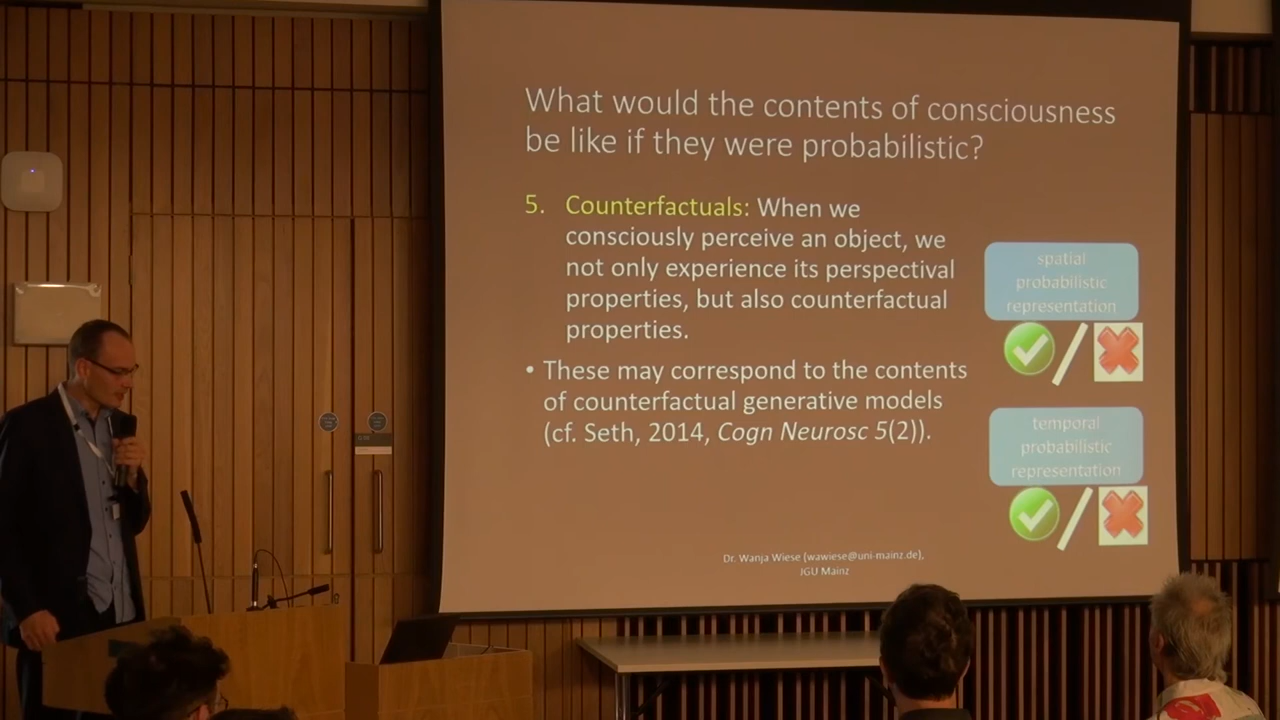 What would the contents of consciousness
be like if they were probabilistic?
5. Counterfactuals: When we
consciously perceive an object, we
not only experience its perspectival
properties, but also counterfactual
properties.
• These may correspond to the contents
of counterfactual generative models
(cf. Seth, 2014, Cogn Neurosc 5(2)).
spatial
probabilistic
representation
temporal
probabilistic
representation
Dr. Wanja Wiese (wawiese@uni-mainz.de),
JGU Mainz